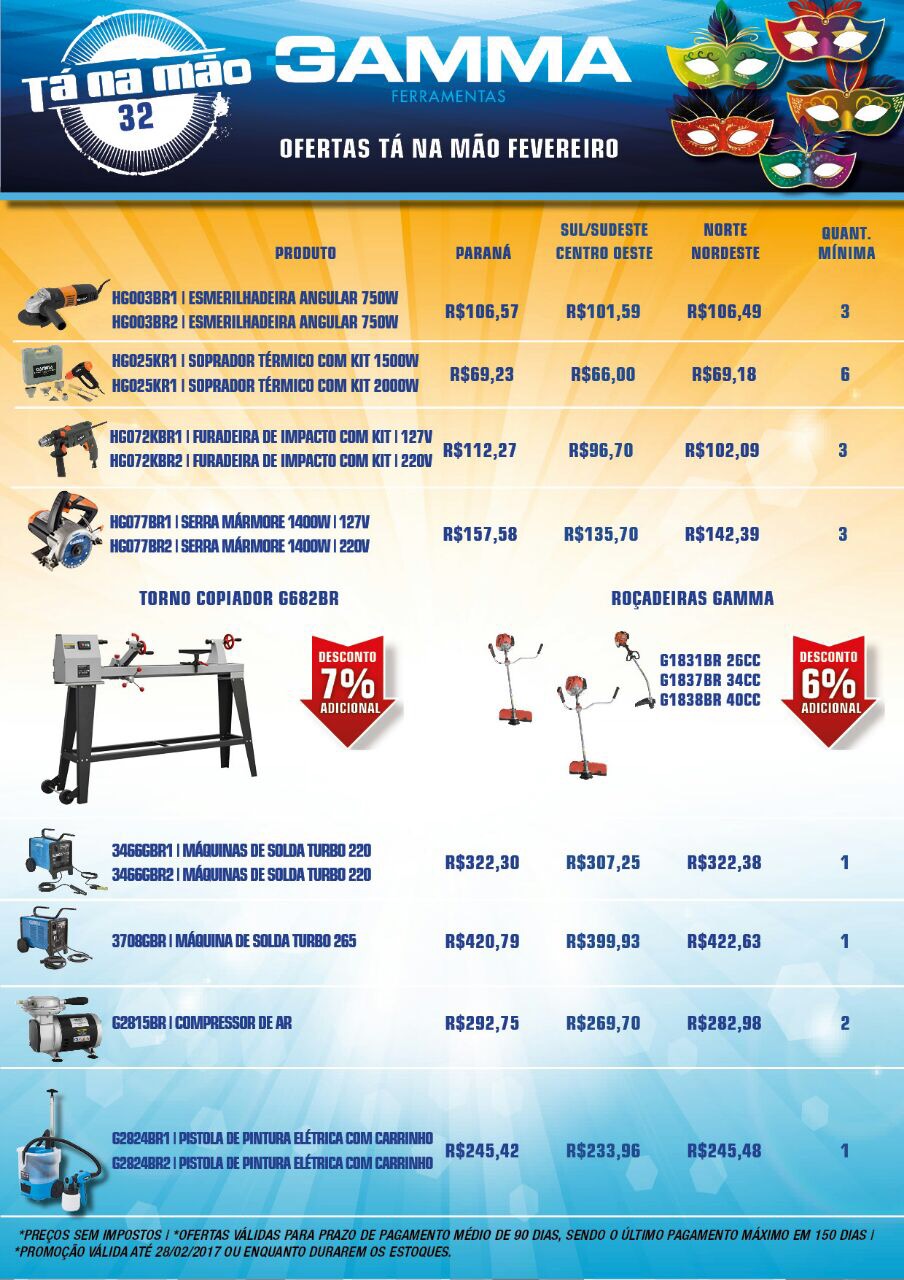 Tá na mão
32
GAMMA
FERRAMENTAS
OFERTAS TÁ NA MÃO FEVEREIRO
PRODUTO
PARANÁ
SUL/SUDESTE
CENTRO OESTE
NORTE
NORDESTE
QUANT.
MÍNIMA
HG003BR1 | ESMERILHADEIRA ANGULAR 750W
HG003BR2 | ESMERILHADEIRA ANGULAR 750W
R$106,57 R$101,59 R$106,49 3
HG025KR1 | SOPRADOR TÉRMICO COM KIT 1500W
HG025KR1 | SOPRADOR TÉRMICO COM KIT 2000W
R$69,23 R$66,00 R$69,18 6
HG072KBR1 | FURADEIRA DE IMPACTO COM KIT | 127V
HG072KBR2 | FURADEIRA DE IMPACTO COM KIT | 220V
R$112,27 R$96,70 R$102,09 3
HG077BR1 | SERRA MÁRMORE 1400W | 127V
HG077BR2 | SERRA MÁRMORE 1400W | 220V
R$157,58 R$135,70 R$142,39 3
TORNO COPIADOR G682BR
DESCONTO
7%
ADICIONAL
ROÇADEIRAS GAMMA
G1831BR 26CC
G1837BR 34CC
G1838BR 40CC
DESCONTO
6%
ADICIONAL
3466GBR1 | MÁQUINAS DE SOLDA TURBO 220
3466GBR2 | MÁQUINAS DE SOLDA TURBO 220
R$322,30 R$307,25 R$322,38 1
3708GBR | MÁQUINA DE SOLDA TURBO 265
R$420,79 R$399,93 R$422,63 1
G2815BR | COMPRESSOR DE AR
R$292,75 R$269,70 R$282,98 2
G2824BR1 | PISTOLA DE PINTURA ELÉTRICA COM CARRINHO
G2824BR2 | PISTOLA DE PINTURA ELÉTRICA COM CARRINHO
R$245,42 R$233,96 R$245,48 1
*PREÇOS SEM IMPOSTOS | *OFERTAS VÁLIDAS PARA PRAZO DE PAGAMENTO MÉDIO DE 90 DIAS, SENDO O ÚLTIMO PAGAMENTO MÁXIMO EM 150 DIAS |
*PROMOÇÃO VÁLIDA ATÉ 28/02/2017 OU ENQUANTO DURAREM OS ESTOQUES.